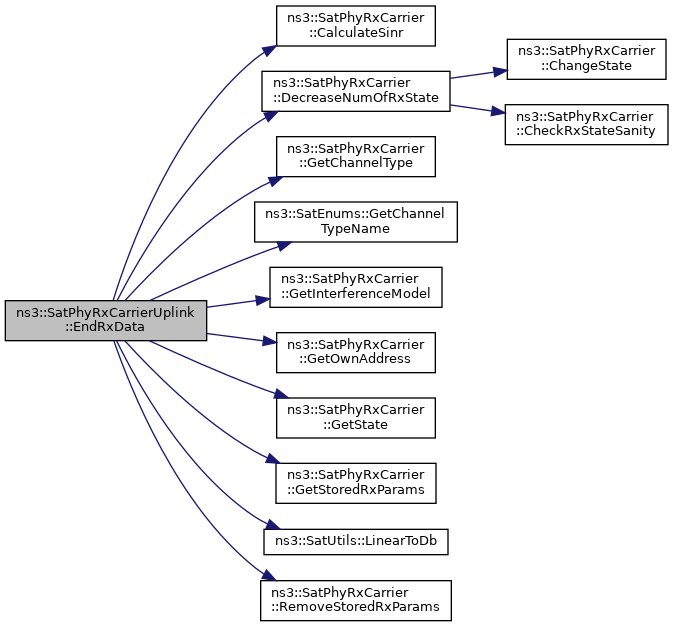 ns3::SatPhyRxCarrierUplink
::EndRxData
ns3::SatPhyRxCarrier
::CalculateSinr
ns3::SatPhyRxCarrier
::DecreaseNumOfRxState
ns3::SatPhyRxCarrier
::ChangeState
ns3::SatPhyRxCarrier
::CheckRxStateSanity
ns3::SatPhyRxCarrier
::GetChannelType
ns3::SatEnums::GetChannel
TypeName
ns3::SatPhyRxCarrier
::GetInterferenceModel
ns3::SatPhyRxCarrier
::GetOwnAddress
ns3::SatPhyRxCarrier
::GetState
ns3::SatPhyRxCarrier
::GetStoredRxParams
ns3::SatUtils::LinearToDb
ns3::SatPhyRxCarrier
::RemoveStoredRxParams